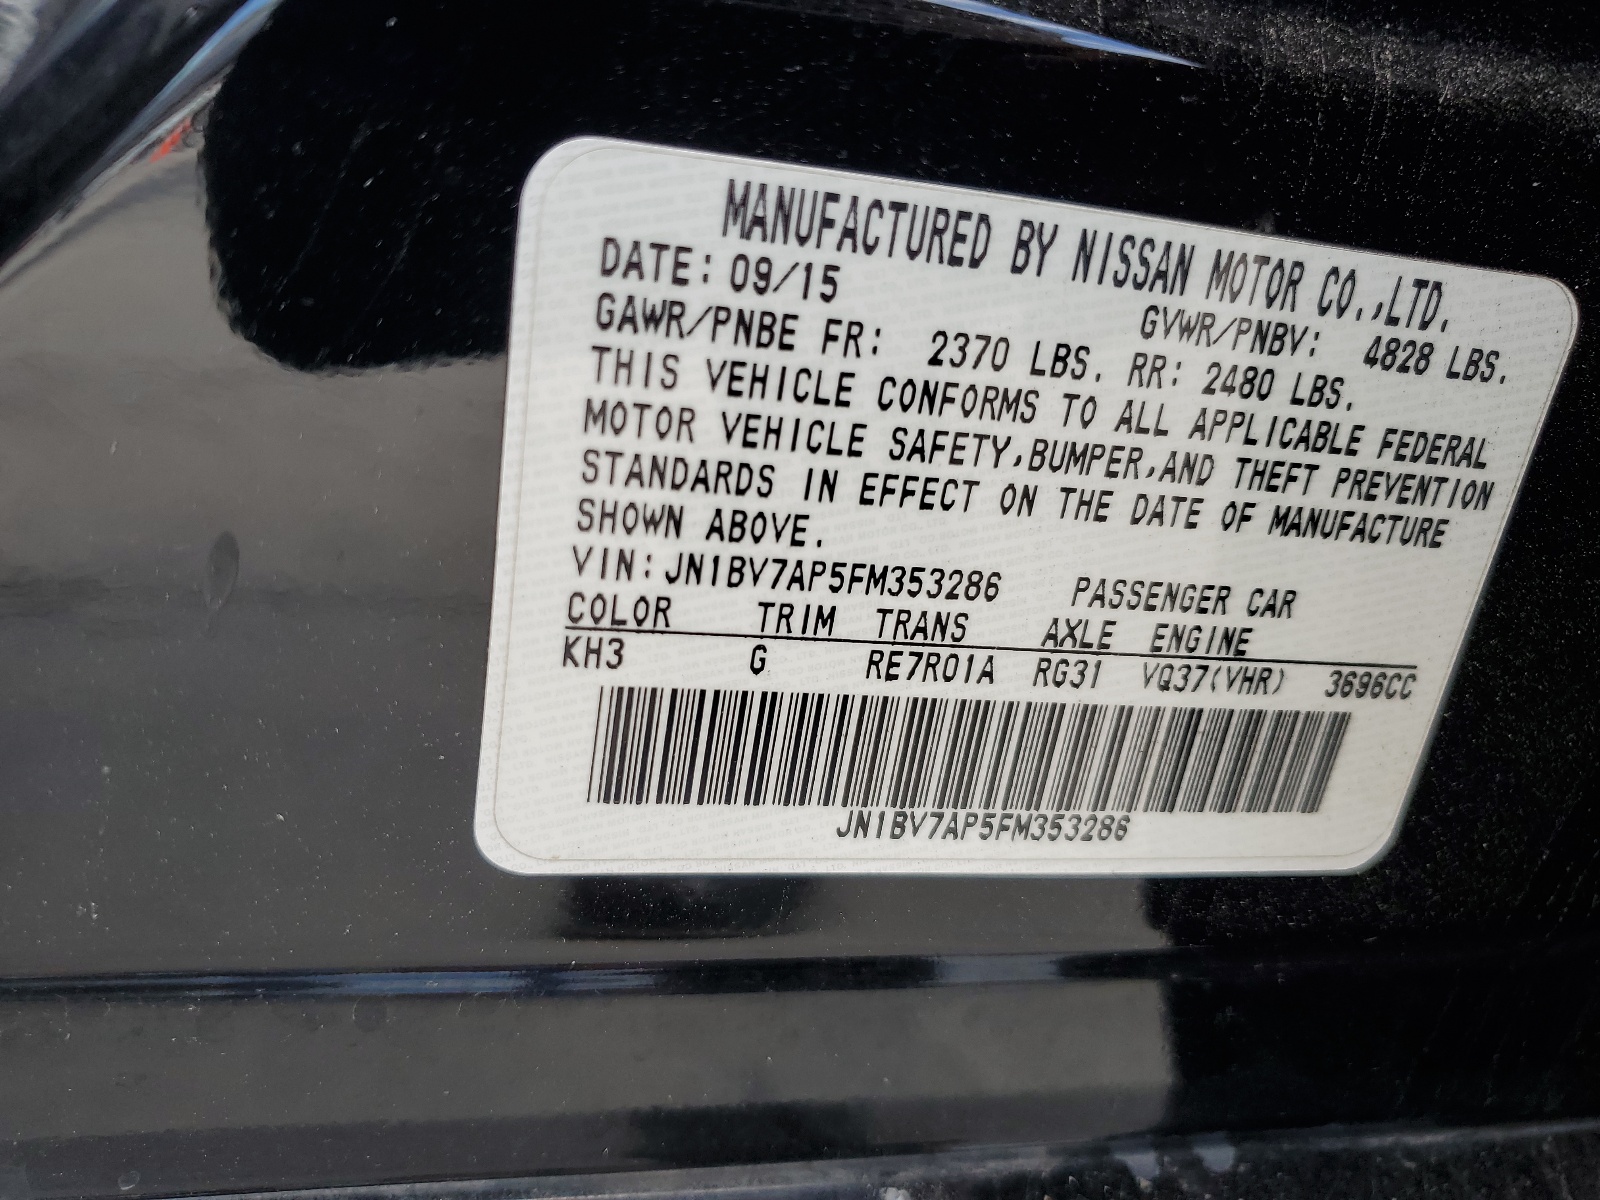 MANUFACTURED BY NISSAN MOTOR CO.,LTD.
DATE: 09/15 GVWR/PNBV: 4828 LBS.
GAWR/PNBE FR: 2370 LBS. RR: 2480 LBS.
THIS VEHICLE CONFORMS TO ALL APPLICABLE FEDERAL
MOTOR VEHICLE SAFETY,BUMPER,AND THEFT PREVENTION
STANDARDS IN EFFECT ON THE DATE OF MANUFACTURE
SHOWN ABOVE.
VIN: JN1BV7AP5FM353286 PASSENGER CAR
COLOR TRIM TRANS AXLE ENGINE
KH3 G RE7R01A RG31 VQ37(VHR) 3696CC
JN1BV7AP5FM353286